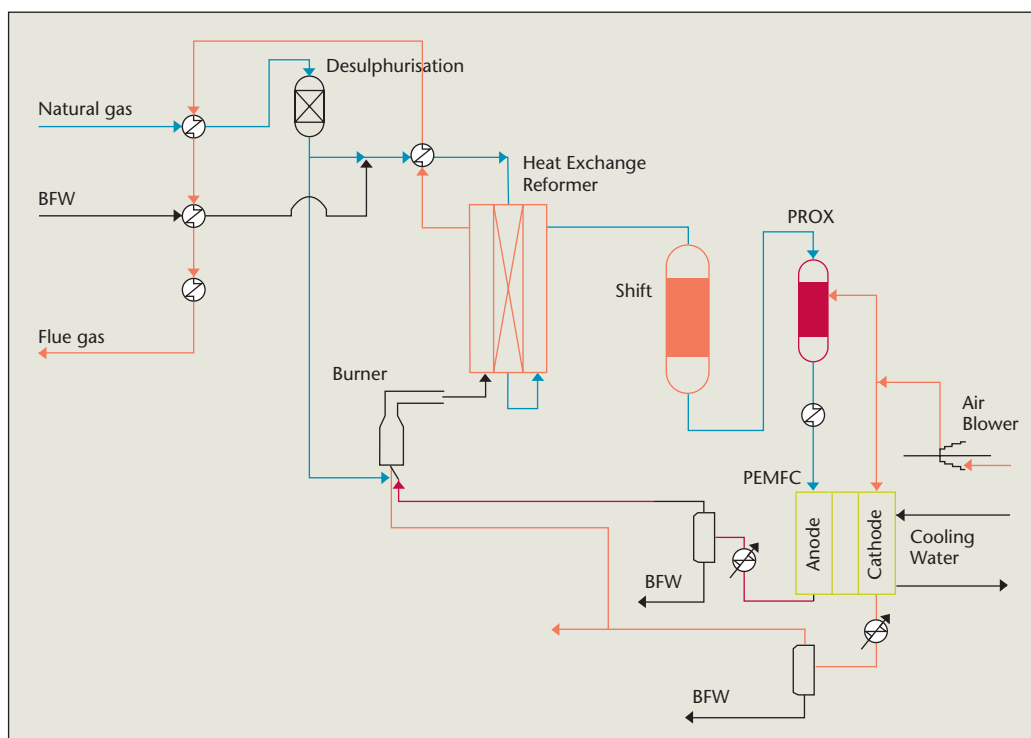 Desulphurisation
Natural gas
Heat Exchange
Reformer
BFW
PROX
Shift
Flue gas
Burner
Air
Blower
PEMFC
Anode
Cathode
Cooling
Water
BFW
BFW